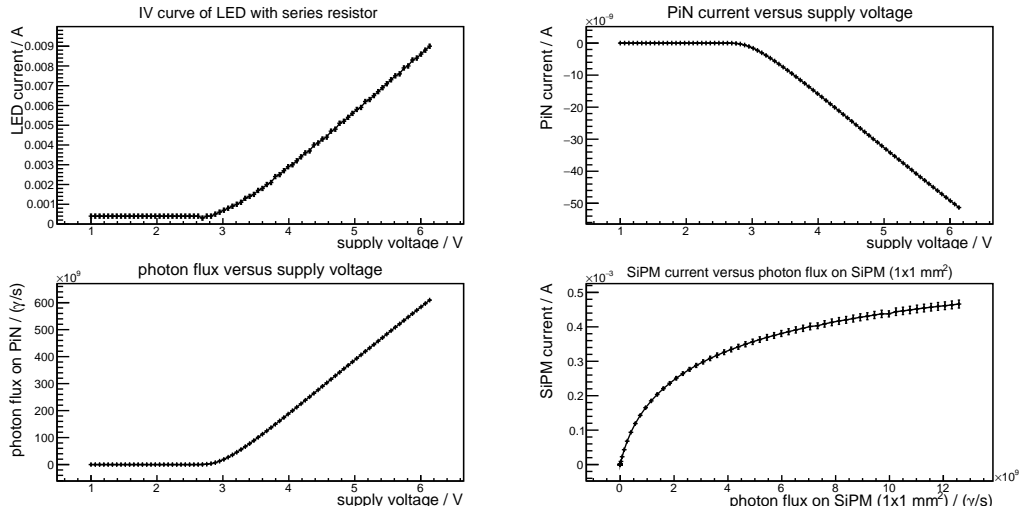 IV curve of LED with series resistor
LED current / A
0.009
0.008
0.007
0.006
0.005
0.004
0.003
0.002
0.001
0
1 2 3 4 5 6
supply voltage / V
PiN current versus supply voltage
×10⁻⁹
PiN current / A
0
−10
−20
−30
−40
−50
1 2 3 4 5 6
supply voltage / V
photon flux versus supply voltage
×10⁹
photon flux on PiN / (γ/s)
600
500
400
300
200
100
0
1 2 3 4 5 6
supply voltage / V
SiPM current versus photon flux on SiPM (1x1 mm²)
×10⁻³
SiPM current / A
0.5
0.4
0.3
0.2
0.1
0
0 2 4 6 8 10 12
×10⁹
photon flux on SiPM (1x1 mm²) / (γ/s)